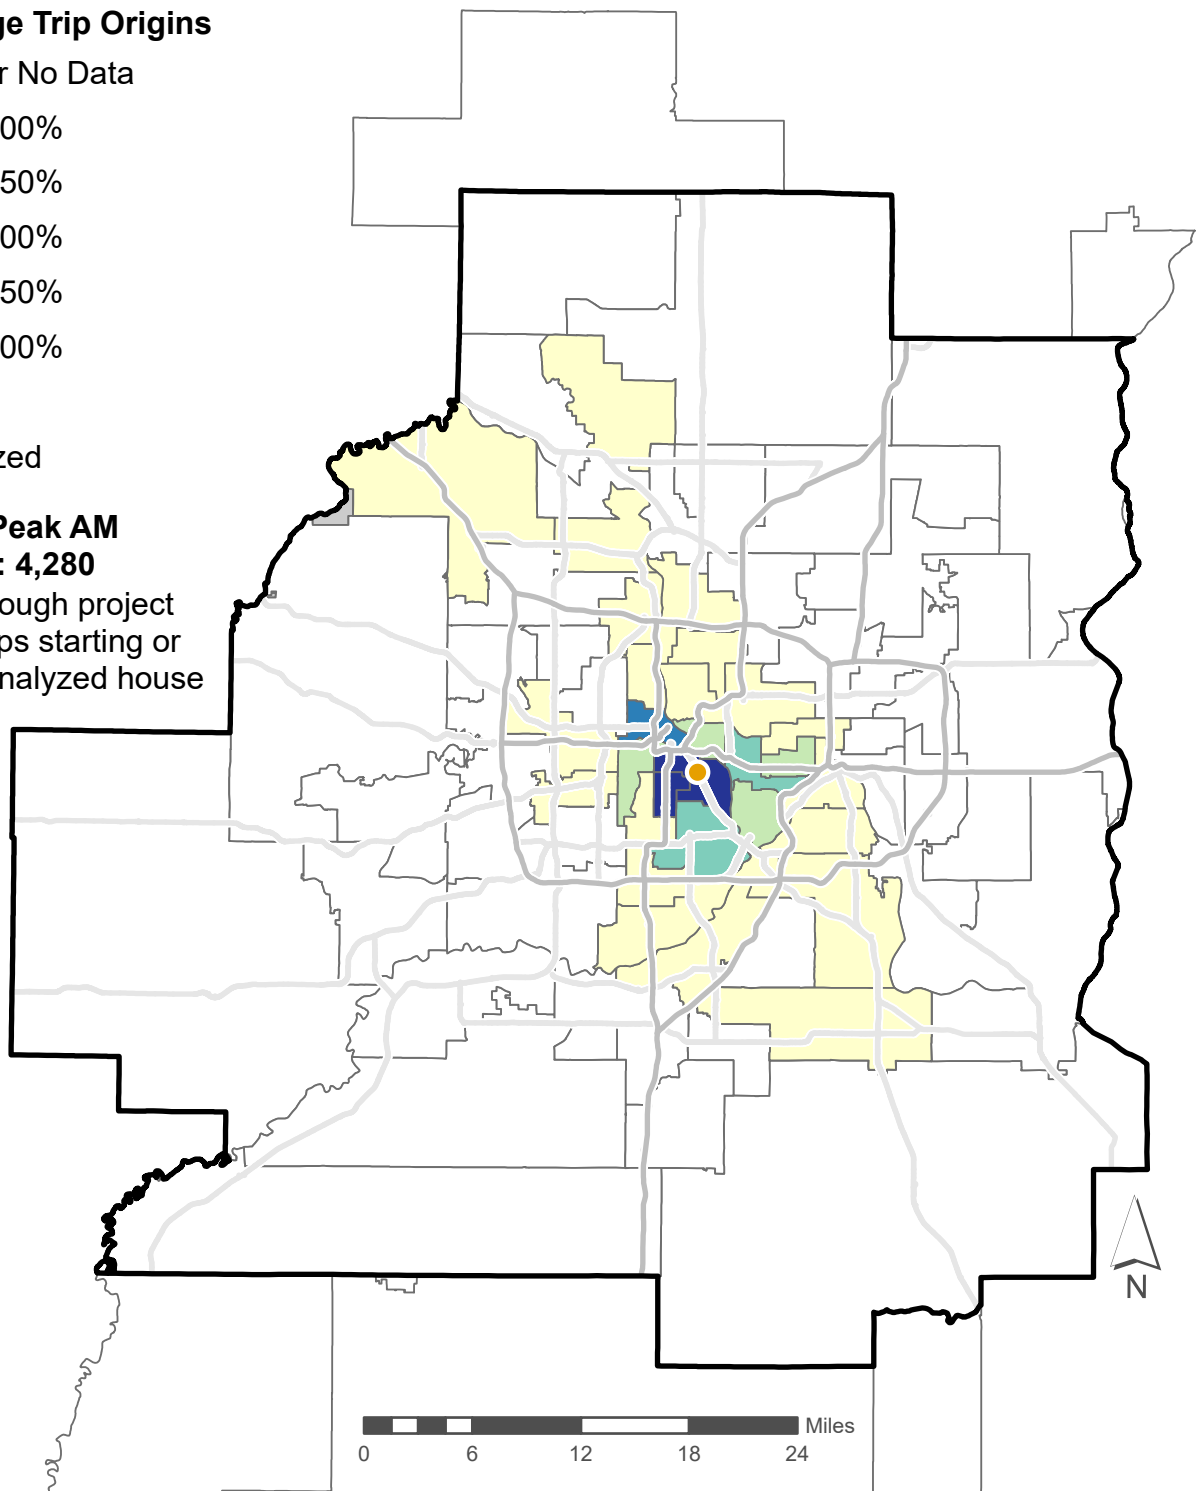 ge Trip Origins
r No Data
00%
50%
00%
50%
00%
zed
Peak AM
: 4,280
ough project
ps starting or
nalyzed house
N
Miles
0 6 12 18 24